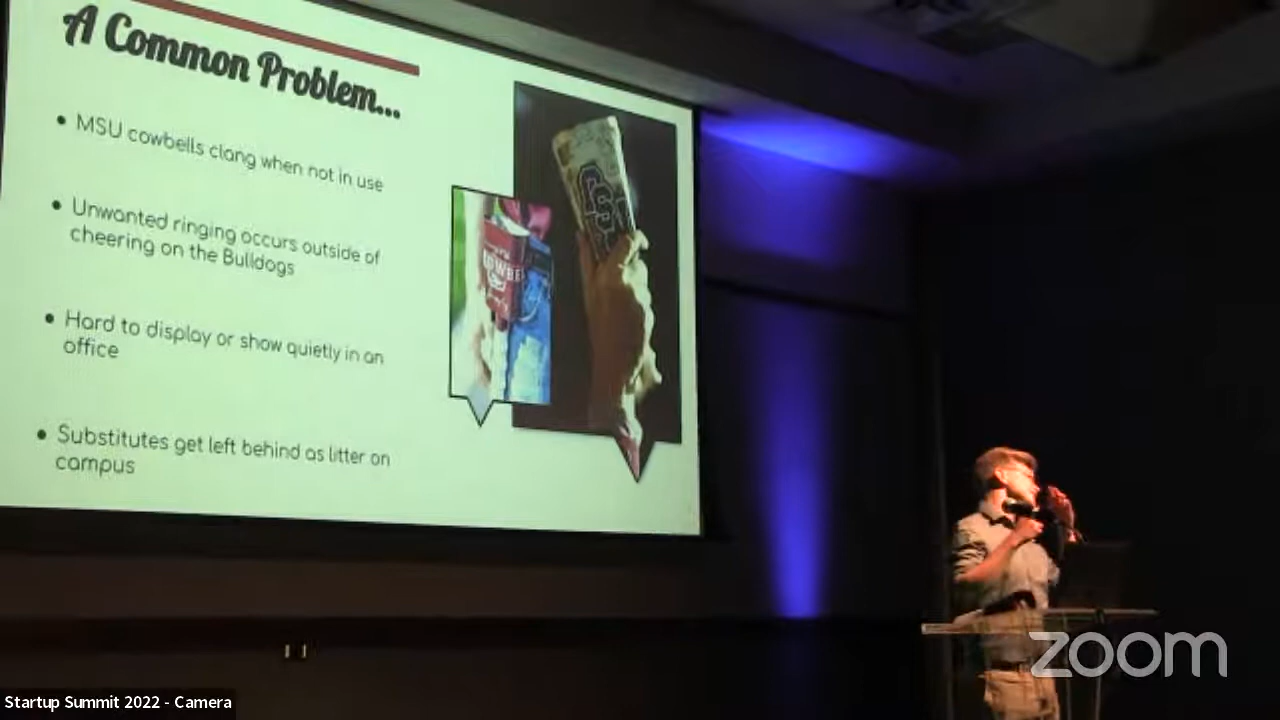 A Common Problem...
• MSU cowbells clang when not in use
• Unwanted ringing occurs outside of
cheering on the Bulldogs
• Hard to display or show quietly in an
office
• Substitutes get left behind as litter on
campus
zoom
Startup Summit 2022 - Camera